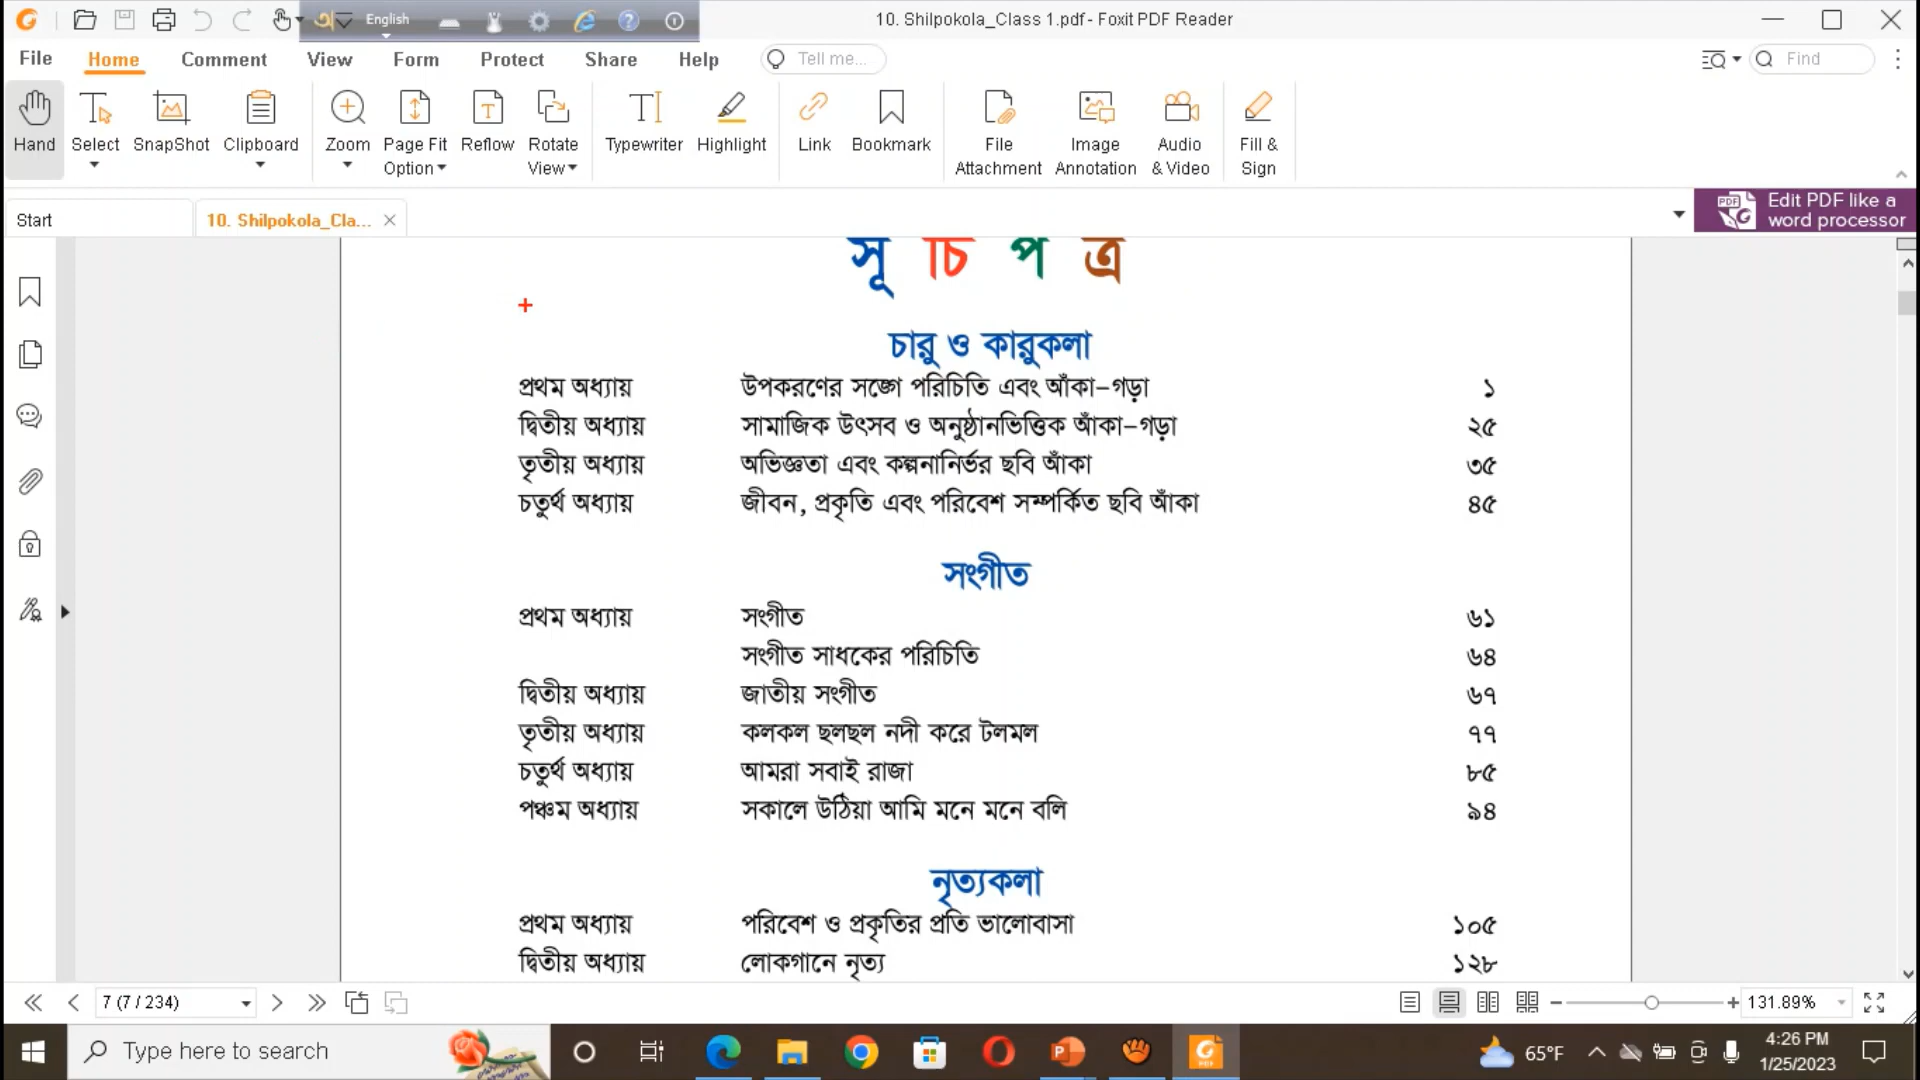 English
10. Shilpokola_Class 1.pdf - Foxit PDF Reader
File Home Comment View Form Protect Share Help Tell me... Find
Hand Select SnapShot Clipboard Zoom Page Fit Option Reflow Rotate View Typewriter Highlight Link Bookmark File Attachment Image Annotation Audio & Video Fill & Sign
Start 10. Shilpokola_Cla... Edit PDF like a
word processor
সূ চি প ত্র
চারু ও কারুকলা
প্রথম অধ্যায় উপকরণের সঙ্গে পরিচিতি এবং আঁকা–গড়া ১
দ্বিতীয় অধ্যায় সামাজিক উৎসব ও অনুষ্ঠানভিত্তিক আঁকা–গড়া ২৫
তৃতীয় অধ্যায় অভিজ্ঞতা এবং কল্পনানির্ভর ছবি আঁকা ৩৫
চতুর্থ অধ্যায় জীবন, প্রকৃতি এবং পরিবেশ সম্পর্কিত ছবি আঁকা ৪৫
সংগীত
প্রথম অধ্যায় সংগীত ৬১
সংগীত সাধকের পরিচিতি ৬৪
দ্বিতীয় অধ্যায় জাতীয় সংগীত ৬৭
তৃতীয় অধ্যায় কলকল ছলছল নদী করে টলমল ৭৭
চতুর্থ অধ্যায় আমরা সবাই রাজা ৮৫
পঞ্চম অধ্যায় সকালে উঠিয়া আমি মনে মনে বলি ৯৪
নৃত্যকলা
প্রথম অধ্যায় পরিবেশ ও প্রকৃতির প্রতি ভালোবাসা ১০৫
দ্বিতীয় অধ্যায় লোকগানে নৃত্য ১২৮
7 (7 / 234) 131.89%
Type here to search 65°F 4:26 PM
1/25/2023